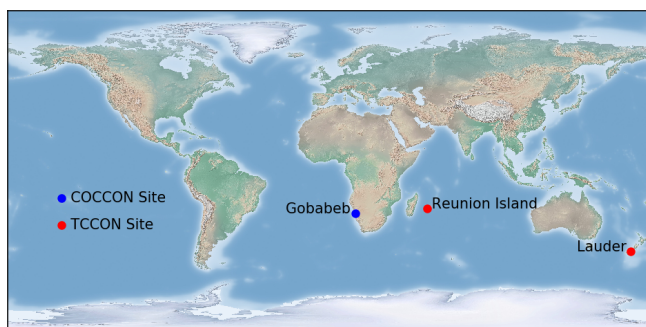 COCCON Site
Gobabeb
Reunion Island
TCCON Site
Lauder